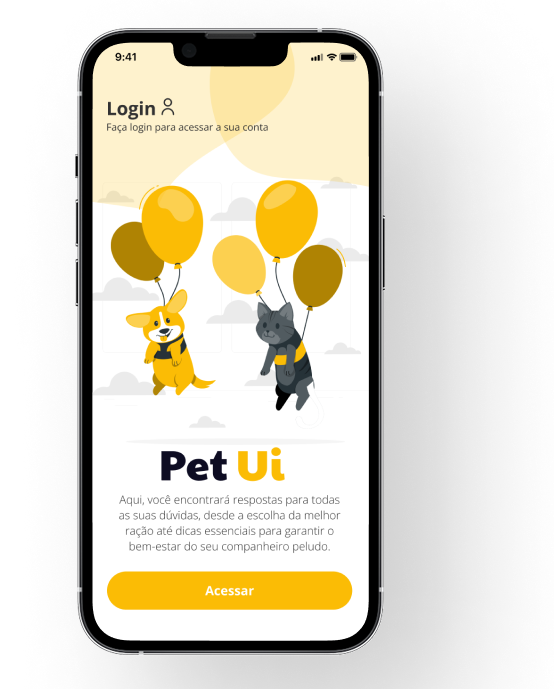 9:41
Login
Faça login para acessar a sua conta
Pet Ui
Aqui, você encontrará respostas para todas
as suas dúvidas, desde a escolha da melhor
ração até dicas essenciais para garantir o
bem-estar do seu companheiro peludo.
Acessar